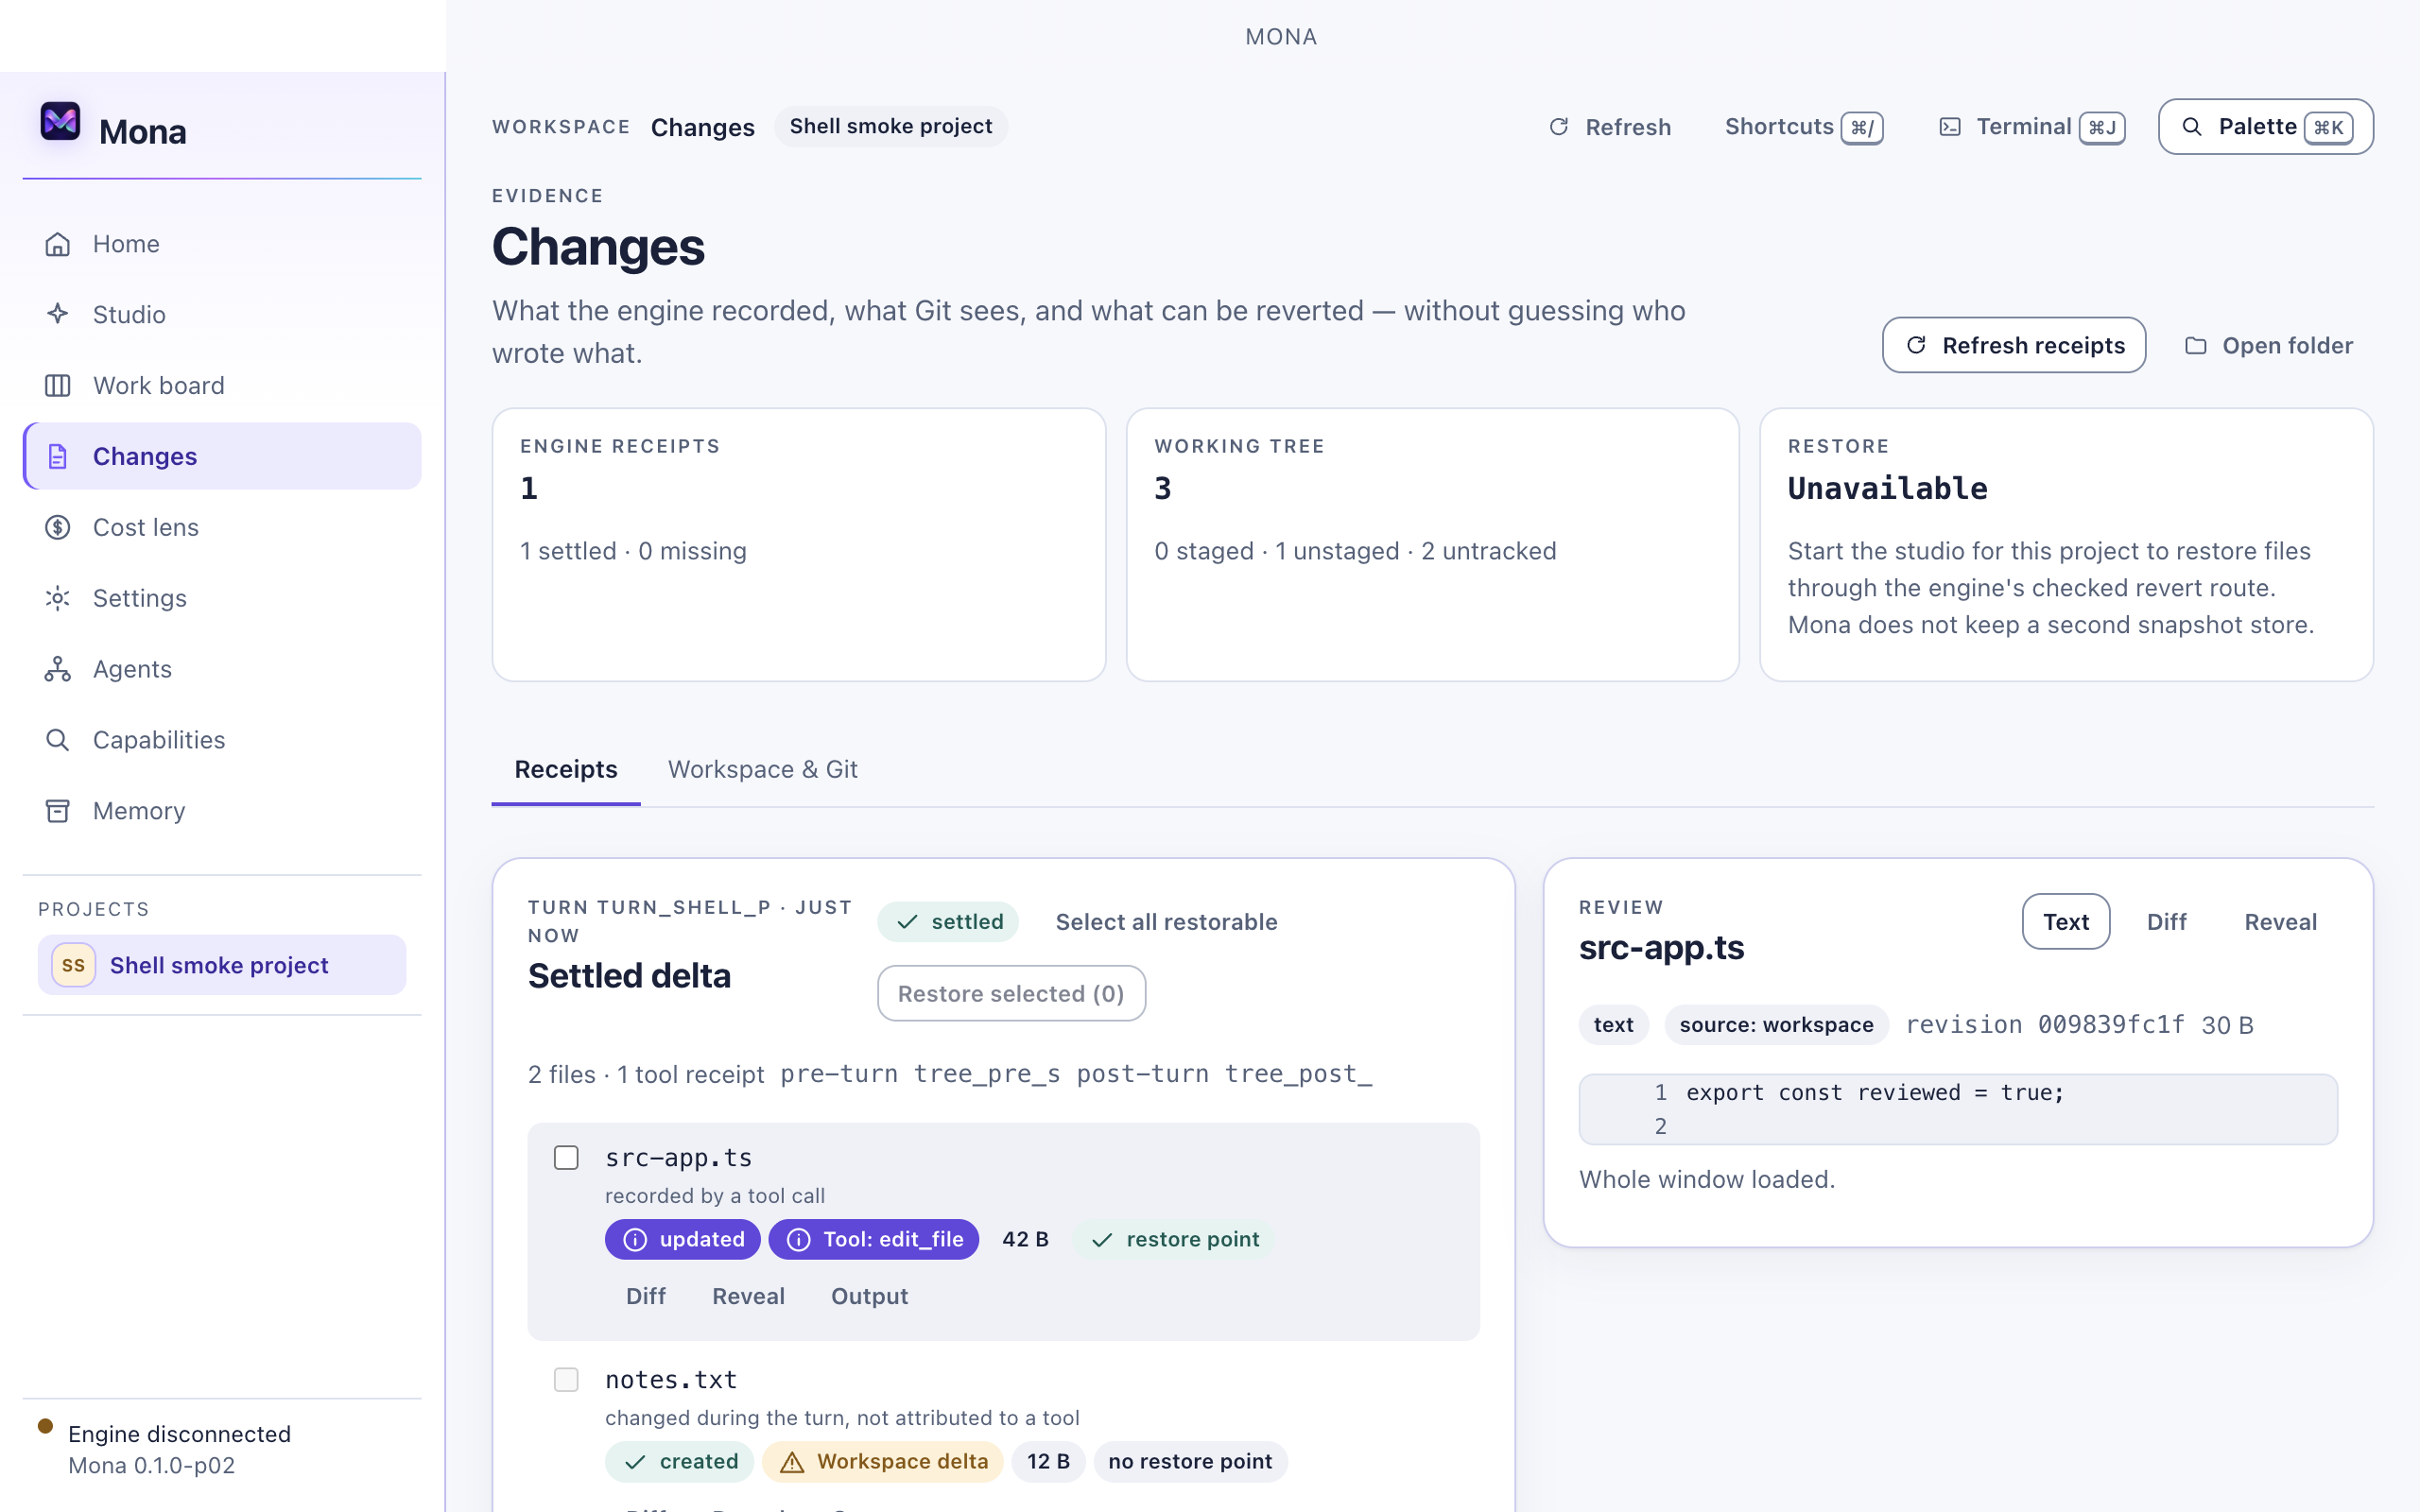 MONA
Mona
Home
Studio
Work board
Changes
Cost lens
Settings
Agents
Capabilities
Memory
PROJECTS
SS Shell smoke project
Engine disconnected
Mona 0.1.0-p02
WORKSPACE Changes Shell smoke project
Refresh Shortcuts ⌘/ Terminal ⌘J Palette ⌘K
EVIDENCE
Changes
What the engine recorded, what Git sees, and what can be reverted — without guessing who
wrote what.
Refresh receipts Open folder
ENGINE RECEIPTS
1
1 settled · 0 missing
WORKING TREE
3
0 staged · 1 unstaged · 2 untracked
RESTORE
Unavailable
Start the studio for this project to restore files
through the engine's checked revert route.
Mona does not keep a second snapshot store.
Receipts Workspace & Git
TURN TURN_SHELL_P · JUST
NOW
Settled delta
settled Select all restorable
Restore selected (0)
2 files · 1 tool receipt pre-turn tree_pre_s post-turn tree_post_
src-app.ts
recorded by a tool call
updated Tool: edit_file 42 B restore point
Diff Reveal Output
notes.txt
changed during the turn, not attributed to a tool
created Workspace delta 12 B no restore point
REVIEW
src-app.ts
Text Diff Reveal
text source: workspace revision 009839fc1f 30 B
1 export const reviewed = true;
2
Whole window loaded.